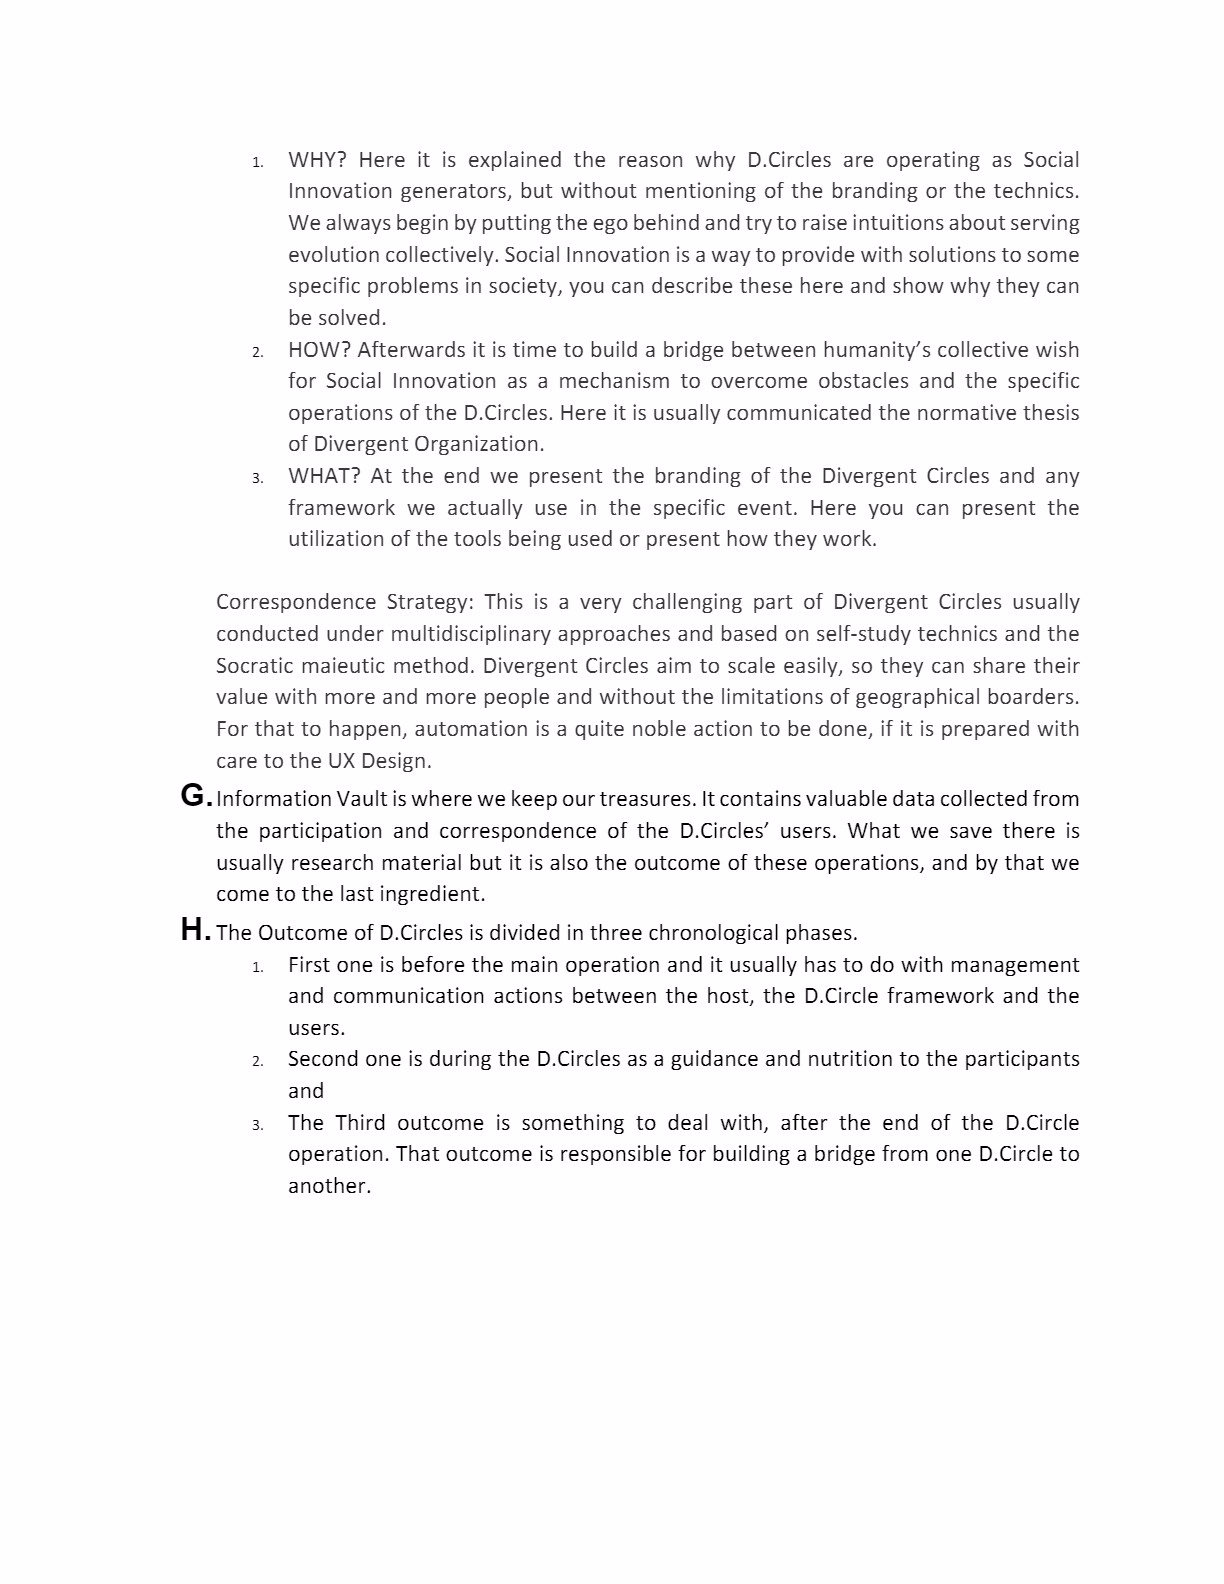 1. WHY? Here it is explained the reason why D.Circles are operating as Social
Innovation generators, but without mentioning of the branding or the technics.
We always begin by putting the ego behind and try to raise intuitions about serving
evolution collectively. Social Innovation is a way to provide with solutions to some
specific problems in society, you can describe these here and show why they can
be solved.
2. HOW? Afterwards it is time to build a bridge between humanity’s collective wish
for Social Innovation as a mechanism to overcome obstacles and the specific
operations of the D.Circles. Here it is usually communicated the normative thesis
of Divergent Organization.
3. WHAT? At the end we present the branding of the Divergent Circles and any
framework we actually use in the specific event. Here you can present the
utilization of the tools being used or present how they work.
Correspondence Strategy: This is a very challenging part of Divergent Circles usually
conducted under multidisciplinary approaches and based on self-study technics and the
Socratic maieutic method. Divergent Circles aim to scale easily, so they can share their
value with more and more people and without the limitations of geographical boarders.
For that to happen, automation is a quite noble action to be done, if it is prepared with
care to the UX Design.
G. Information Vault is where we keep our treasures. It contains valuable data collected from
the participation and correspondence of the D.Circles’ users. What we save there is
usually research material but it is also the outcome of these operations, and by that we
come to the last ingredient.
H. The Outcome of D.Circles is divided in three chronological phases.
1. First one is before the main operation and it usually has to do with management
and communication actions between the host, the D.Circle framework and the
users.
2. Second one is during the D.Circles as a guidance and nutrition to the participants
and
3. The Third outcome is something to deal with, after the end of the D.Circle
operation. That outcome is responsible for building a bridge from one D.Circle to
another.